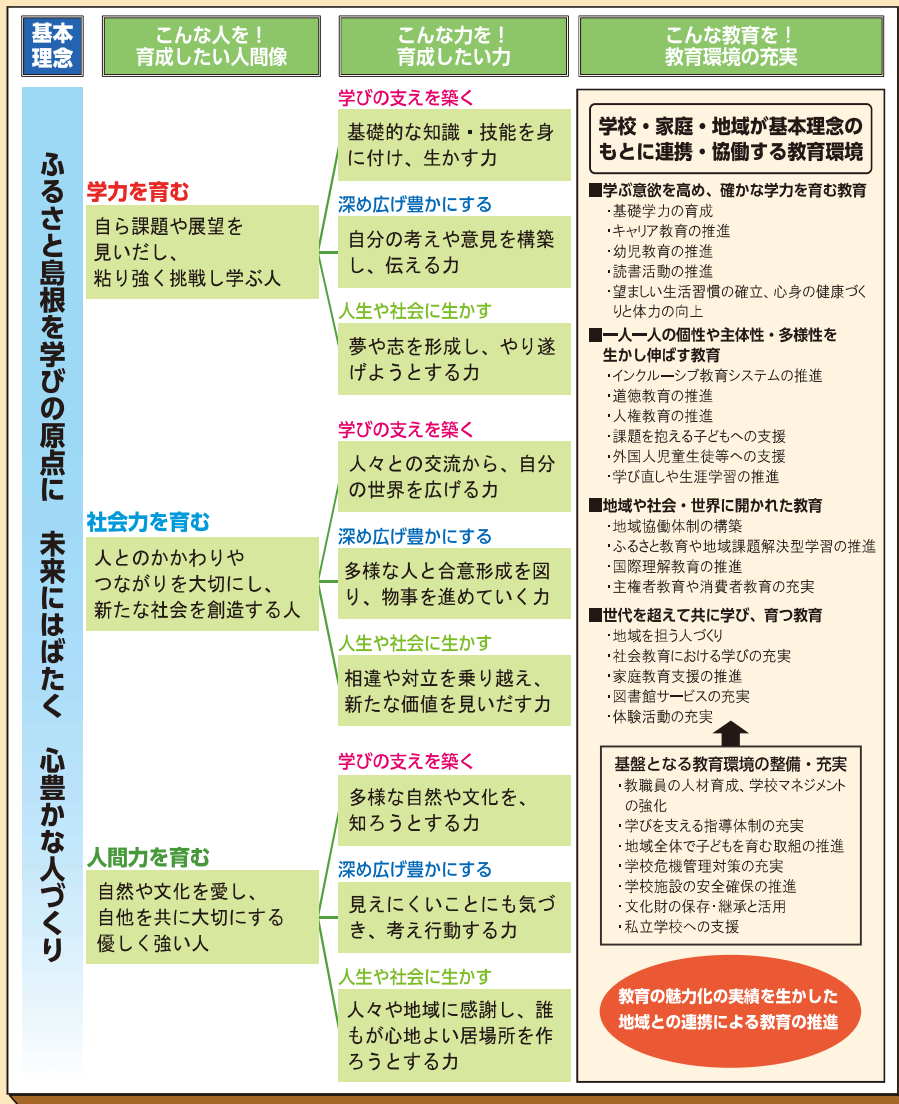 基本
理念
こんな人を！
育成したい人間像
こんな力を！
育成したい力
こんな教育を！
教育環境の充実
ふるさと島根を学びの原点に　未来にはばたく　心豊かな人づくり
学力を育む
自ら課題や展望を
見いだし、
粘り強く挑戦し学ぶ人
学びの支えを築く
基礎的な知識・技能を身
に付け、生かす力
深め広げ豊かにする
自分の考えや意見を構築
し、伝える力
人生や社会に生かす
夢や志を形成し、やり遂
げようとする力
社会力を育む
人とのかかわりや
つながりを大切にし、
新たな社会を創造する人
学びの支えを築く
人々との交流から、自分
の世界を広げる力
深め広げ豊かにする
多様な人と合意形成を図
り、物事を進めていく力
人生や社会に生かす
相違や対立を乗り越え、
新たな価値を見いだす力
人間力を育む
自然や文化を愛し、
自他を共に大切にする
優しく強い人
学びの支えを築く
多様な自然や文化を、
知ろうとする力
深め広げ豊かにする
見えにくいことにも気づ
き、考え行動する力
人生や社会に生かす
人々や地域に感謝し、誰
もが心地よい居場所を作
ろうとする力
学校・家庭・地域が基本理念の
もとに連携・協働する教育環境
■学ぶ意欲を高め、確かな学力を育む教育
・基礎学力の育成
・キャリア教育の推進
・幼児教育の推進
・読書活動の推進
・望ましい生活習慣の確立、心身の健康づく
りと体力の向上
■一人一人の個性や主体性・多様性を
生かし伸ばす教育
・インクルーシブ教育システムの推進
・道徳教育の推進
・人権教育の推進
・課題を抱える子どもへの支援
・外国人児童生徒等への支援
・学び直しや生涯学習の推進
■地域や社会・世界に開かれた教育
・地域協働体制の構築
・ふるさと教育や地域課題解決型学習の推進
・国際理解教育の推進
・主権者教育や消費者教育の充実
■世代を超えて共に学び、育つ教育
・地域を担う人づくり
・社会教育における学びの充実
・家庭教育支援の推進
・図書館サービスの充実
・体験活動の充実
基盤となる教育環境の整備・充実
・教職員の人材育成、学校マネジメント
の強化
・学びを支える指導体制の充実
・地域全体で子どもを育む取組の推進
・学校危機管理対策の充実
・学校施設の安全確保の推進
・文化財の保存・継承と活用
・私立学校への支援
教育の魅力化の実績を生かした
地域との連携による教育の推進